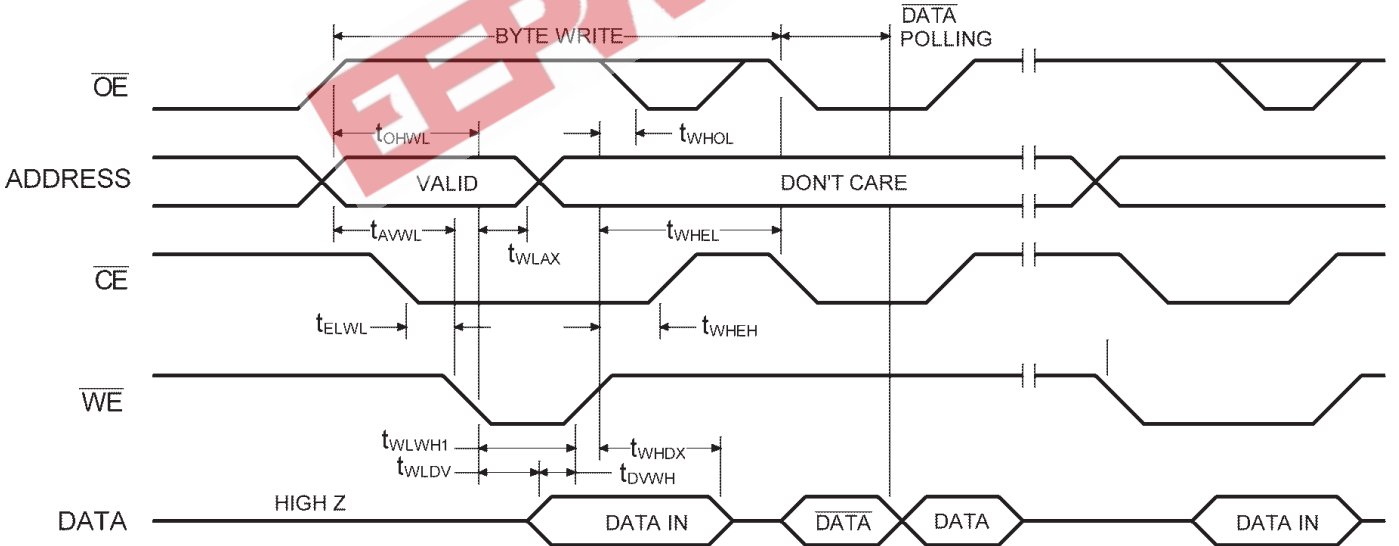 DATA
POLLING
BYTE WRITE
OE
tOHWL
tWHOL
ADDRESS
VALID
DON'T CARE
tAVWL
tWLAX
tWHEL
CE
tELWL
tWHEH
WE
tWLWH1
tWHDX
tWLDV
tDVWH
DATA
HIGH Z
DATA IN
DATA
DATA
DATA IN